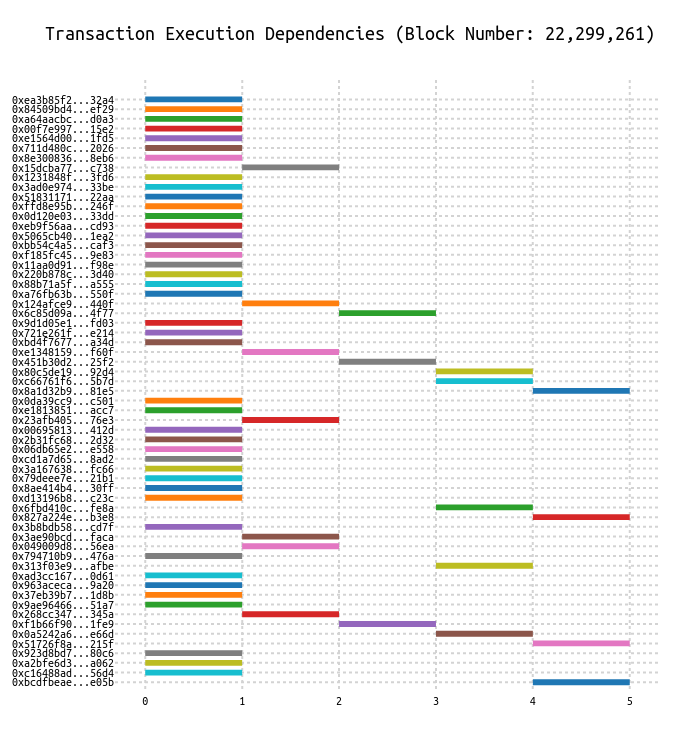 Transaction Execution Dependencies (Block Number: 22,299,261)
0xea3b85f2...32a4
0x84509bd4...ef29
0xa64aacbc...d0a3
0x00f7e997...15e2
0xe1564d00...1fd5
0x711d480c...2026
0x8e300836...8eb6
0x15dcba77...c738
0x1231848f...3fd6
0x3ad0e974...33be
0x51831171...22aa
0xffd8e95b...246f
0x0d120e03...33dd
0xeb9f56aa...cd93
0x5065cb40...1ea2
0xbb54c4a5...caf3
0xf185fc45...9e83
0x11aa0d91...f98e
0x220b878c...3d40
0x88b71a5f...a555
0xa76fb63b...550f
0x124afce9...440f
0x6c85d09a...4f77
0x9d1d05e1...fd03
0x721e261f...e214
0xbd4f7677...a34d
0xe1348159...f60f
0x451b30d2...25f2
0x80c5de19...92d4
0xc66761f6...5b7d
0x8a1d32b9...81e5
0x0da39cc9...c501
0xe1813851...acc7
0x23afb405...76e3
0x00695813...412d
0x2b31fc68...2d32
0x06db65e2...e558
0xcd1a7d65...8ad2
0x3a167638...fc66
0x79deee7e...21b1
0x8ae414b4...30ff
0xd13196b8...c23c
0x6fbd410c...fe8a
0x827a224e...b3e8
0x3b8bdb58...cd7f
0x3ae90bcd...faca
0x049009d8...56ea
0x794710b9...476a
0x313f03e9...afbe
0xad3cc167...0d61
0x963aceca...9a20
0x37eb39b7...1d8b
0x9ae96466...51a7
0x268cc347...345a
0xf1b66f90...1fe9
0x0a5242a6...e66d
0x51726f8a...215f
0x923d8bd7...80c6
0xa2bfe6d3...a062
0xc16488ad...56d4
0xbcdfbeae...e05b
0 1 2 3 4 5